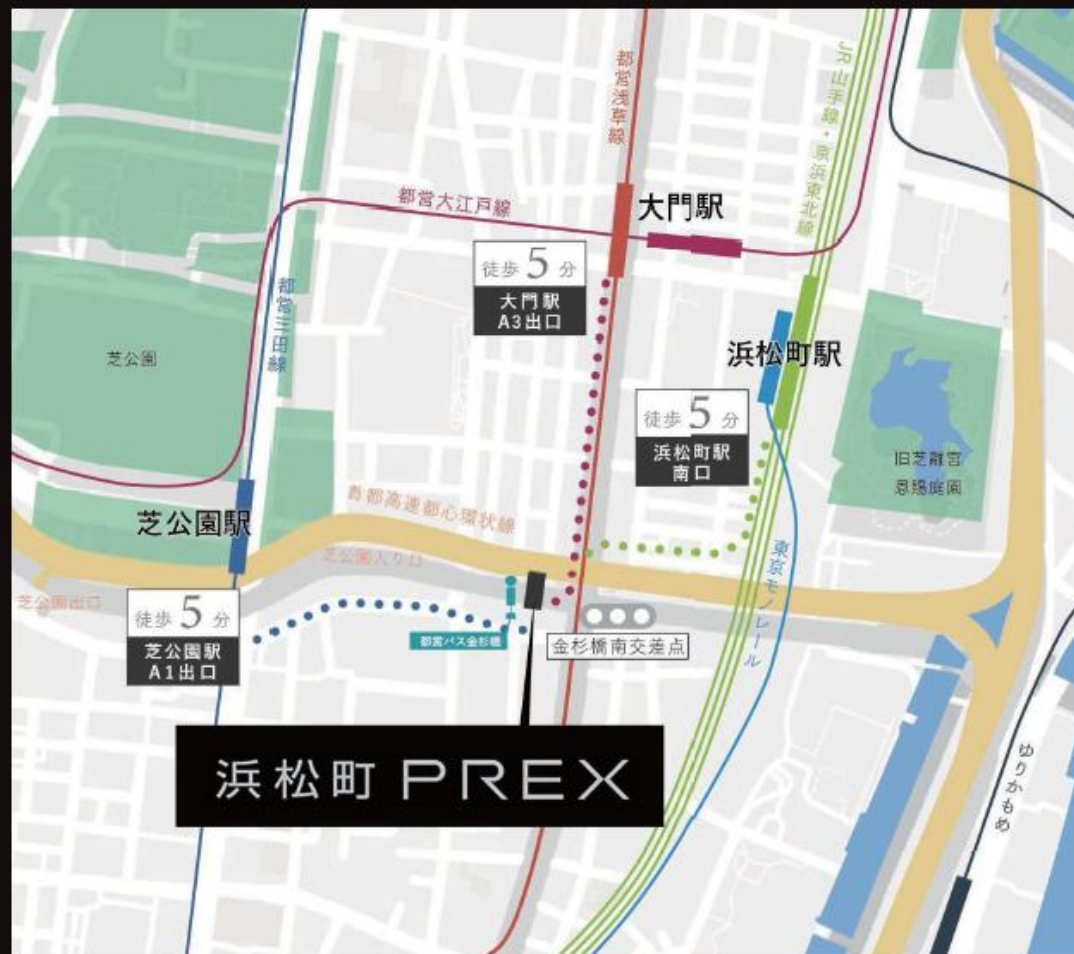 JR山手線・京浜東北線
都営浅草線
都営大江戸線
大門駅
徒歩 5 分
大門駅
A3出口
都営三田線
芝公園
浜松町駅
徒歩 5 分
浜松町駅
南口
旧芝離宮
恩賜庭園
首都高速都心環状線
芝公園駅
芝公園入り口
東京モノレール
芝公園出口
徒歩 5 分
芝公園駅
A1出口
都営バス金杉橋
金杉橋南交差点
浜松町 PREX
ゆりかもめ